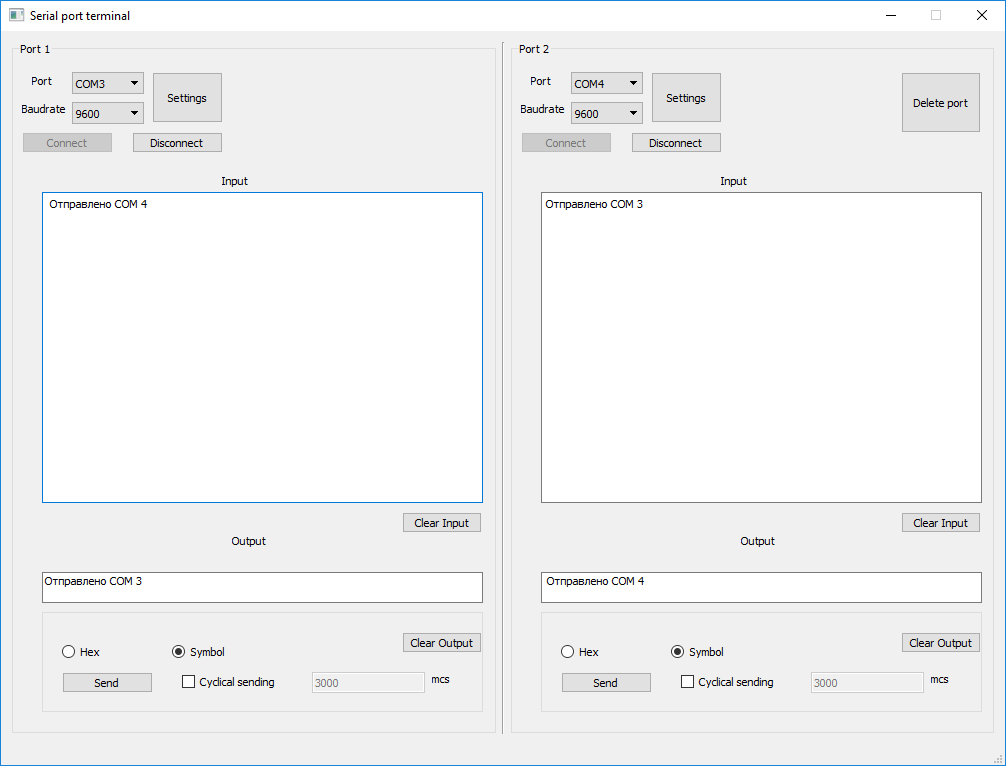 Serial port terminal
Port 1
Port
COM3
Settings
Baudrate
9600
Connect
Disconnect
Input
Отправлено COM 4
Clear Input
Output
Отправлено COM 3
Clear Output
Hex
Symbol
Send
Cyclical sending
3000
mcs
Port 2
Port
COM4
Settings
Delete port
Baudrate
9600
Connect
Disconnect
Input
Отправлено COM 3
Clear Input
Output
Отправлено COM 4
Clear Output
Hex
Symbol
Send
Cyclical sending
3000
mcs